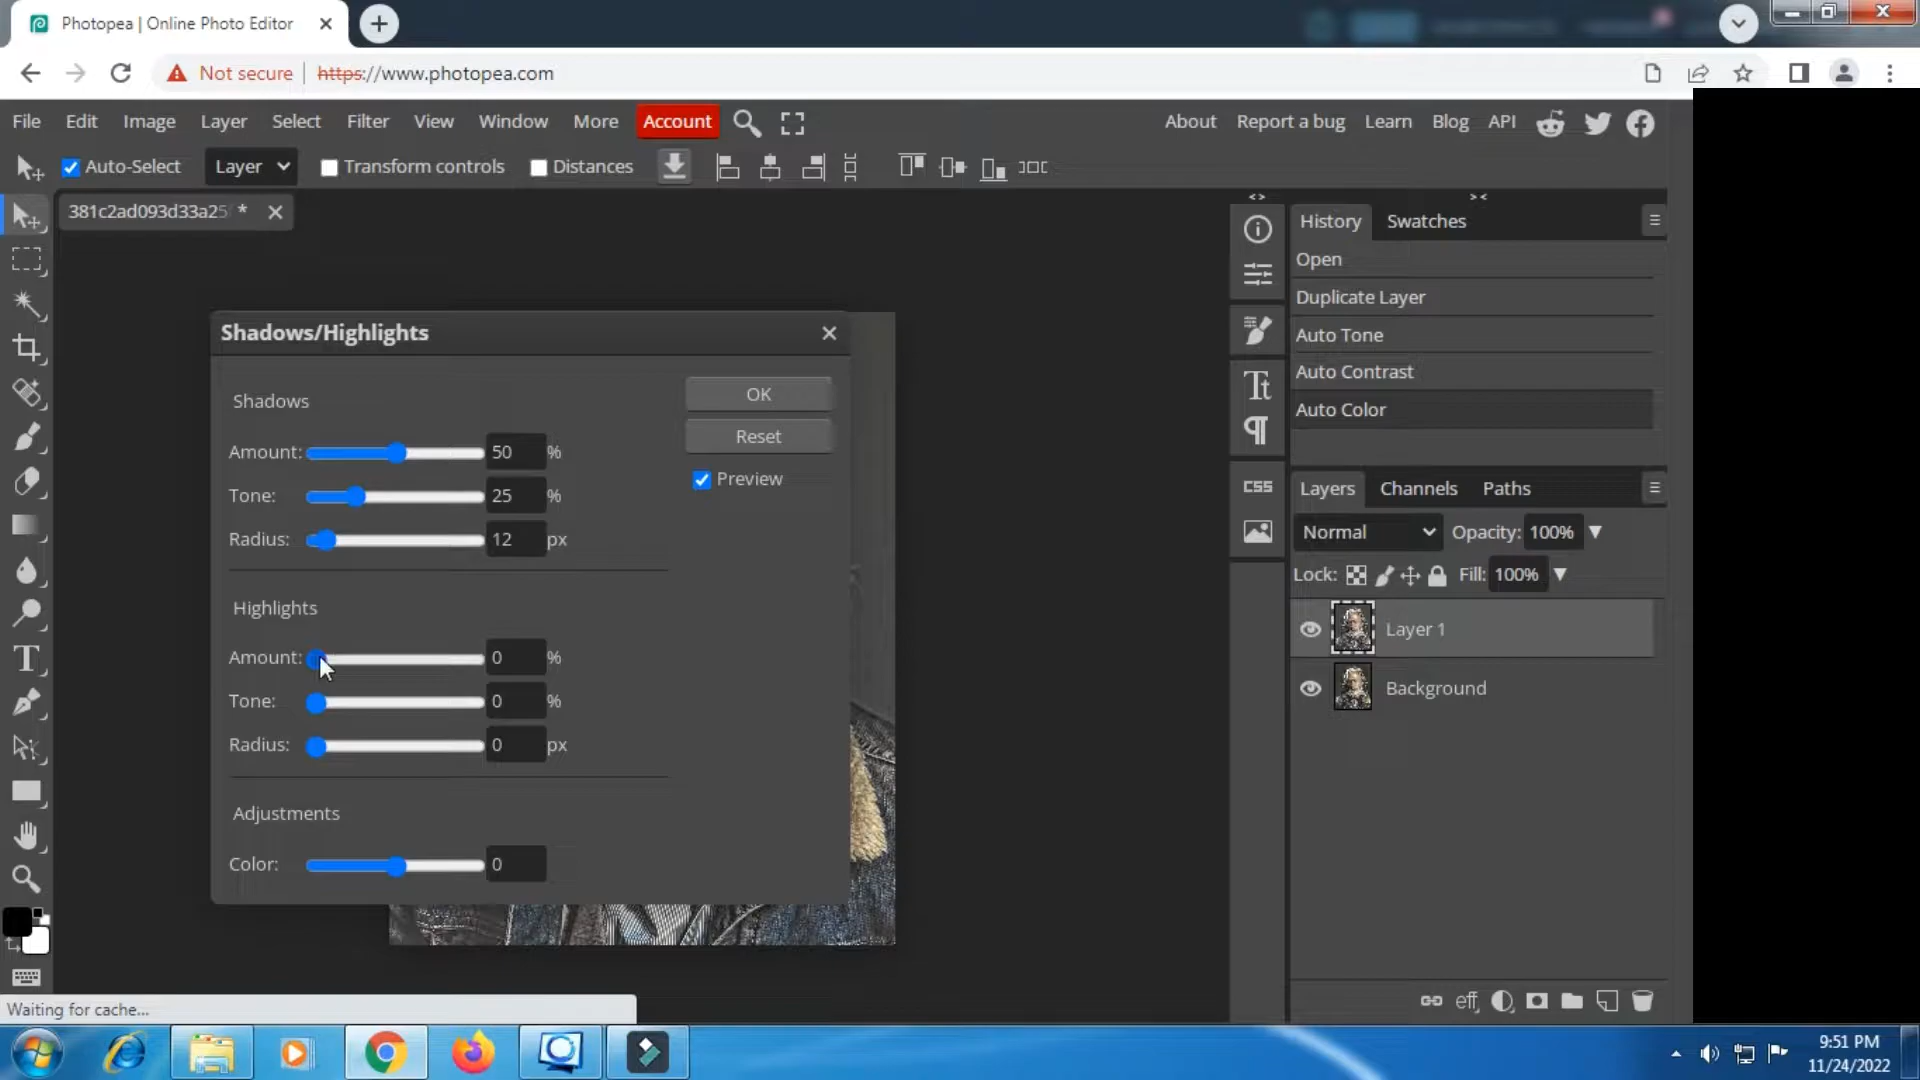 Photopea | Online Photo Editor
Not secure | https://www.photopea.com
File Edit Image Layer Select Filter View Window More Account
About Report a bug Learn Blog API
Auto-Select Layer Transform controls Distances
381c2ad093d33a25 *
History Swatches
Open
Duplicate Layer
Auto Tone
Auto Contrast
Auto Color
Shadows/Highlights
OK
Reset
Preview
Shadows
Amount: 50 %
Tone: 25 %
Radius: 12 px
Highlights
Amount: 0 %
Tone: 0 %
Radius: 0 px
Adjustments
Color: 0
CSS
Layers Channels Paths
Normal Opacity: 100%
Lock: Fill: 100%
Layer 1
Background
eff
Waiting for cache...
9:51 PM
11/24/2022